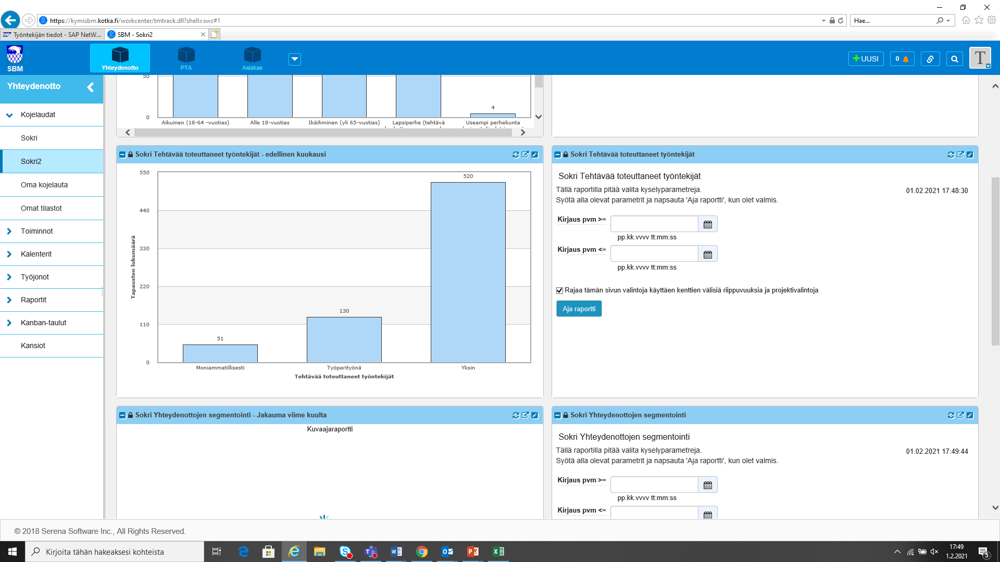 https://kymisbm.kotka.fi/workcenter/tmtrack.dll?shell=swc#1
Hae...
Työntekijän tiedot - SAP NetW...
SBM - Sokri2
SBM
Yhteydenotto
PTA
Asiakas
UUSI
0
T
Yhteydenotto
Kojelaudat
Sokri
Sokri2
Oma kojelauta
Omat tilastot
Toiminnot
Kalenterit
Työjonot
Raportit
Kanban-taulut
Kansiot
50
0
4
Aikuinen (18-64 -vuotias)
Alle 18-vuotias
Ikäihminen (yli 65-vuotias)
Lapsiperhe (tehtävä
Useampi perhekunta
Sokri Tehtävää toteuttaneet työntekijät - edellinen kuukausi
550
440
330
220
110
0
Tapausten lukumäärä
51
130
520
Moniammatillisesti
Työparityönä
Yksin
Tehtävää toteuttaneet työntekijät
Sokri Tehtävää toteuttaneet työntekijät
Sokri Tehtävää toteuttaneet työntekijät
Tällä raportilla pitää valita kyselyparametreja.
01.02.2021 17:48:30
Syötä alla olevat parametrit ja napsauta 'Aja raportti', kun olet valmis.
Kirjaus pvm >=
pp.kk.vvvv tt:mm:ss
Kirjaus pvm <=
pp.kk.vvvv tt:mm:ss
Rajaa tämän sivun valintoja käyttäen kenttien välisiä riippuvuuksia ja projektivalintoja
Aja raportti
Sokri Yhteydenottojen segmentointi - Jakauma viime kuulta
Kuvaajaraportti
Sokri Yhteydenottojen segmentointi
Sokri Yhteydenottojen segmentointi
Tällä raportilla pitää valita kyselyparametreja.
01.02.2021 17:49:44
Syötä alla olevat parametrit ja napsauta 'Aja raportti', kun olet valmis.
Kirjaus pvm >=
pp.kk.vvvv tt:mm:ss
Kirjaus pvm <=
© 2018 Serena Software Inc., All Rights Reserved.
Kirjoita tähän hakeaksesi kohteista
17:49
1.2.2021
5